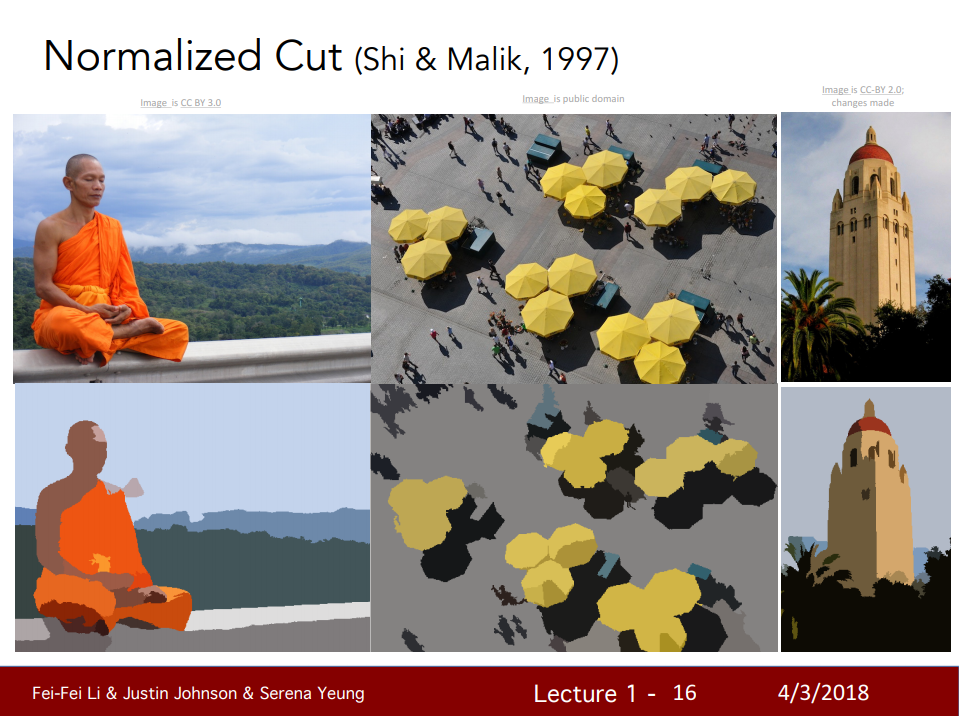 Normalized Cut (Shi & Malik, 1997)
Image is CC BY 3.0
Image is public domain
Image is CC-BY 2.0;
changes made
Fei-Fei Li & Justin Johnson & Serena Yeung
Lecture 1 - 16
4/3/2018